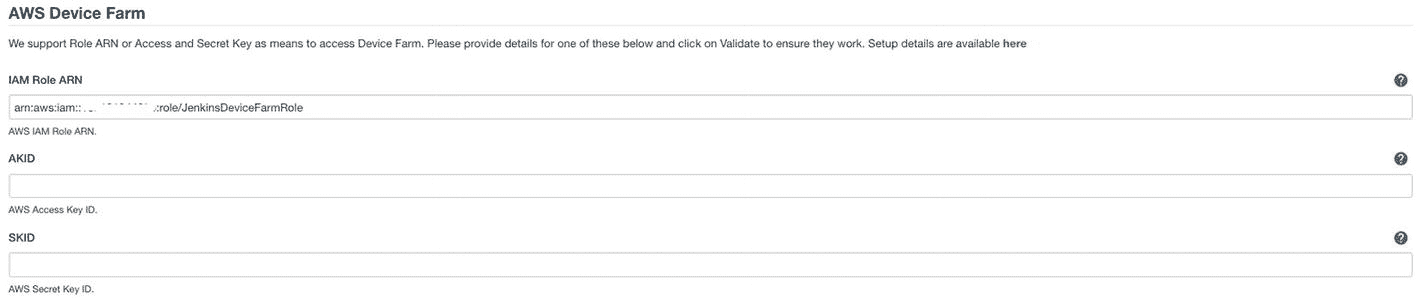 AWS Device Farm
We support Role ARN or Access and Secret Key as means to access Device Farm. Please provide details for one of these below and click on Validate to ensure they work. Setup details are available here
IAM Role ARN
arn:aws:iam:: :role/JenkinsDeviceFarmRole
AWS IAM Role ARN.
AKID
AWS Access Key ID.
SKID
AWS Secret Key ID.